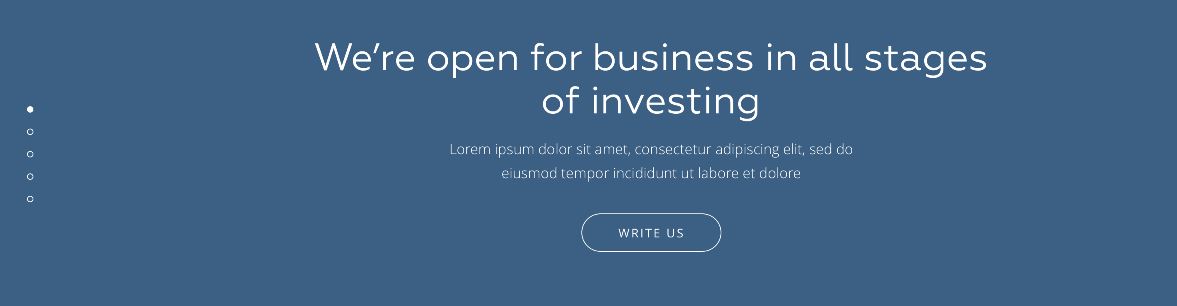 We're open for business in all stages
of investing
Lorem ipsum dolor sit amet, consectetur adipiscing elit, sed do
eiusmod tempor incididunt ut labore et dolore
WRITE US